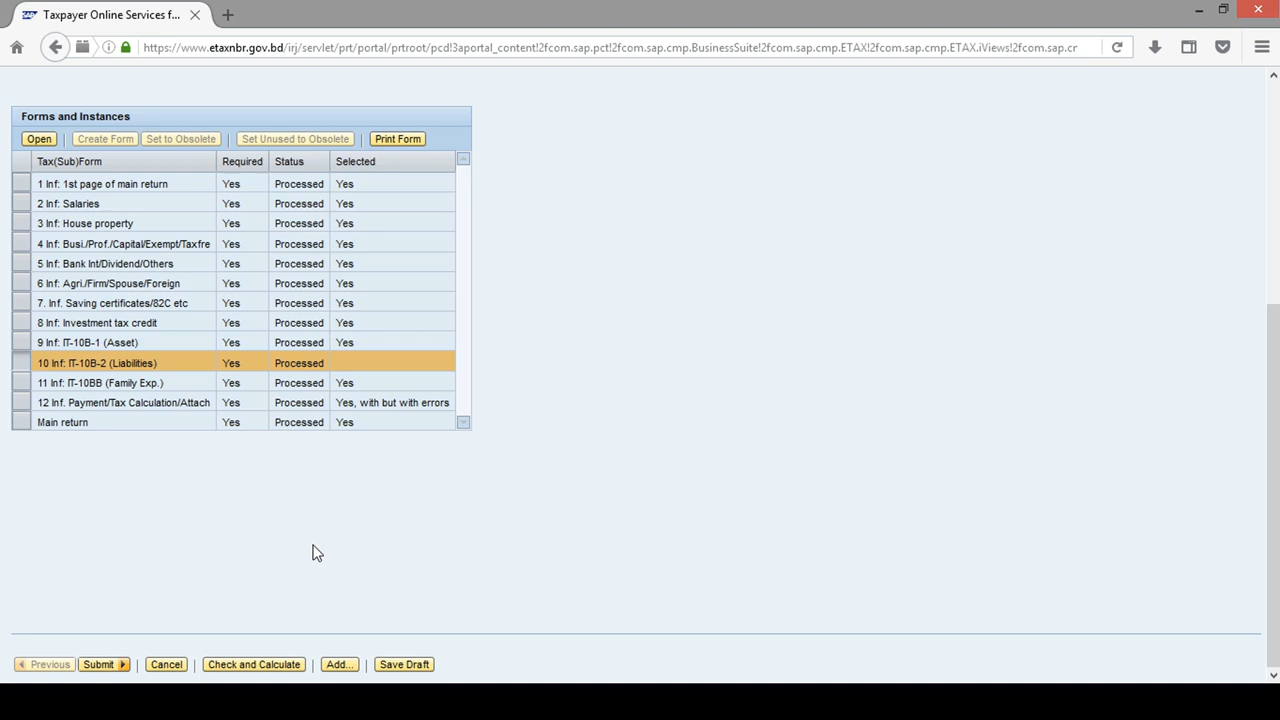 SAP Taxpayer Online Services f...
https://www.etaxnbr.gov.bd/irj/servlet/prt/portal/prtroot/pcd!3aportal_content!2fcom.sap.pct!2fcom.sap.cmp.BusinessSuite!2fcom.sap.cmp.ETAX!2fcom.sap.cmp.ETAX.iViews!2fcom.sap.cr
Forms and Instances
Open Create Form Set to Obsolete Set Unused to Obsolete Print Form
Tax(Sub)Form Required Status Selected
1 Inf: 1st page of main return Yes Processed Yes
2 Inf: Salaries Yes Processed Yes
3 Inf: House property Yes Processed Yes
4 Inf: Busi./Prof./Capital/Exempt/Taxfre Yes Processed Yes
5 Inf: Bank Int/Dividend/Others Yes Processed Yes
6 Inf: Agri./Firm/Spouse/Foreign Yes Processed Yes
7. Inf. Saving certificates/82C etc Yes Processed Yes
8 Inf: Investment tax credit Yes Processed Yes
9 Inf: IT-10B-1 (Asset) Yes Processed Yes
10 Inf: IT-10B-2 (Liabilities) Yes Processed
11 Inf: IT-10BB (Family Exp.) Yes Processed Yes
12 Inf. Payment/Tax Calculation/Attach Yes Processed Yes, with but with errors
Main return Yes Processed Yes
Previous Submit Cancel Check and Calculate Add... Save Draft